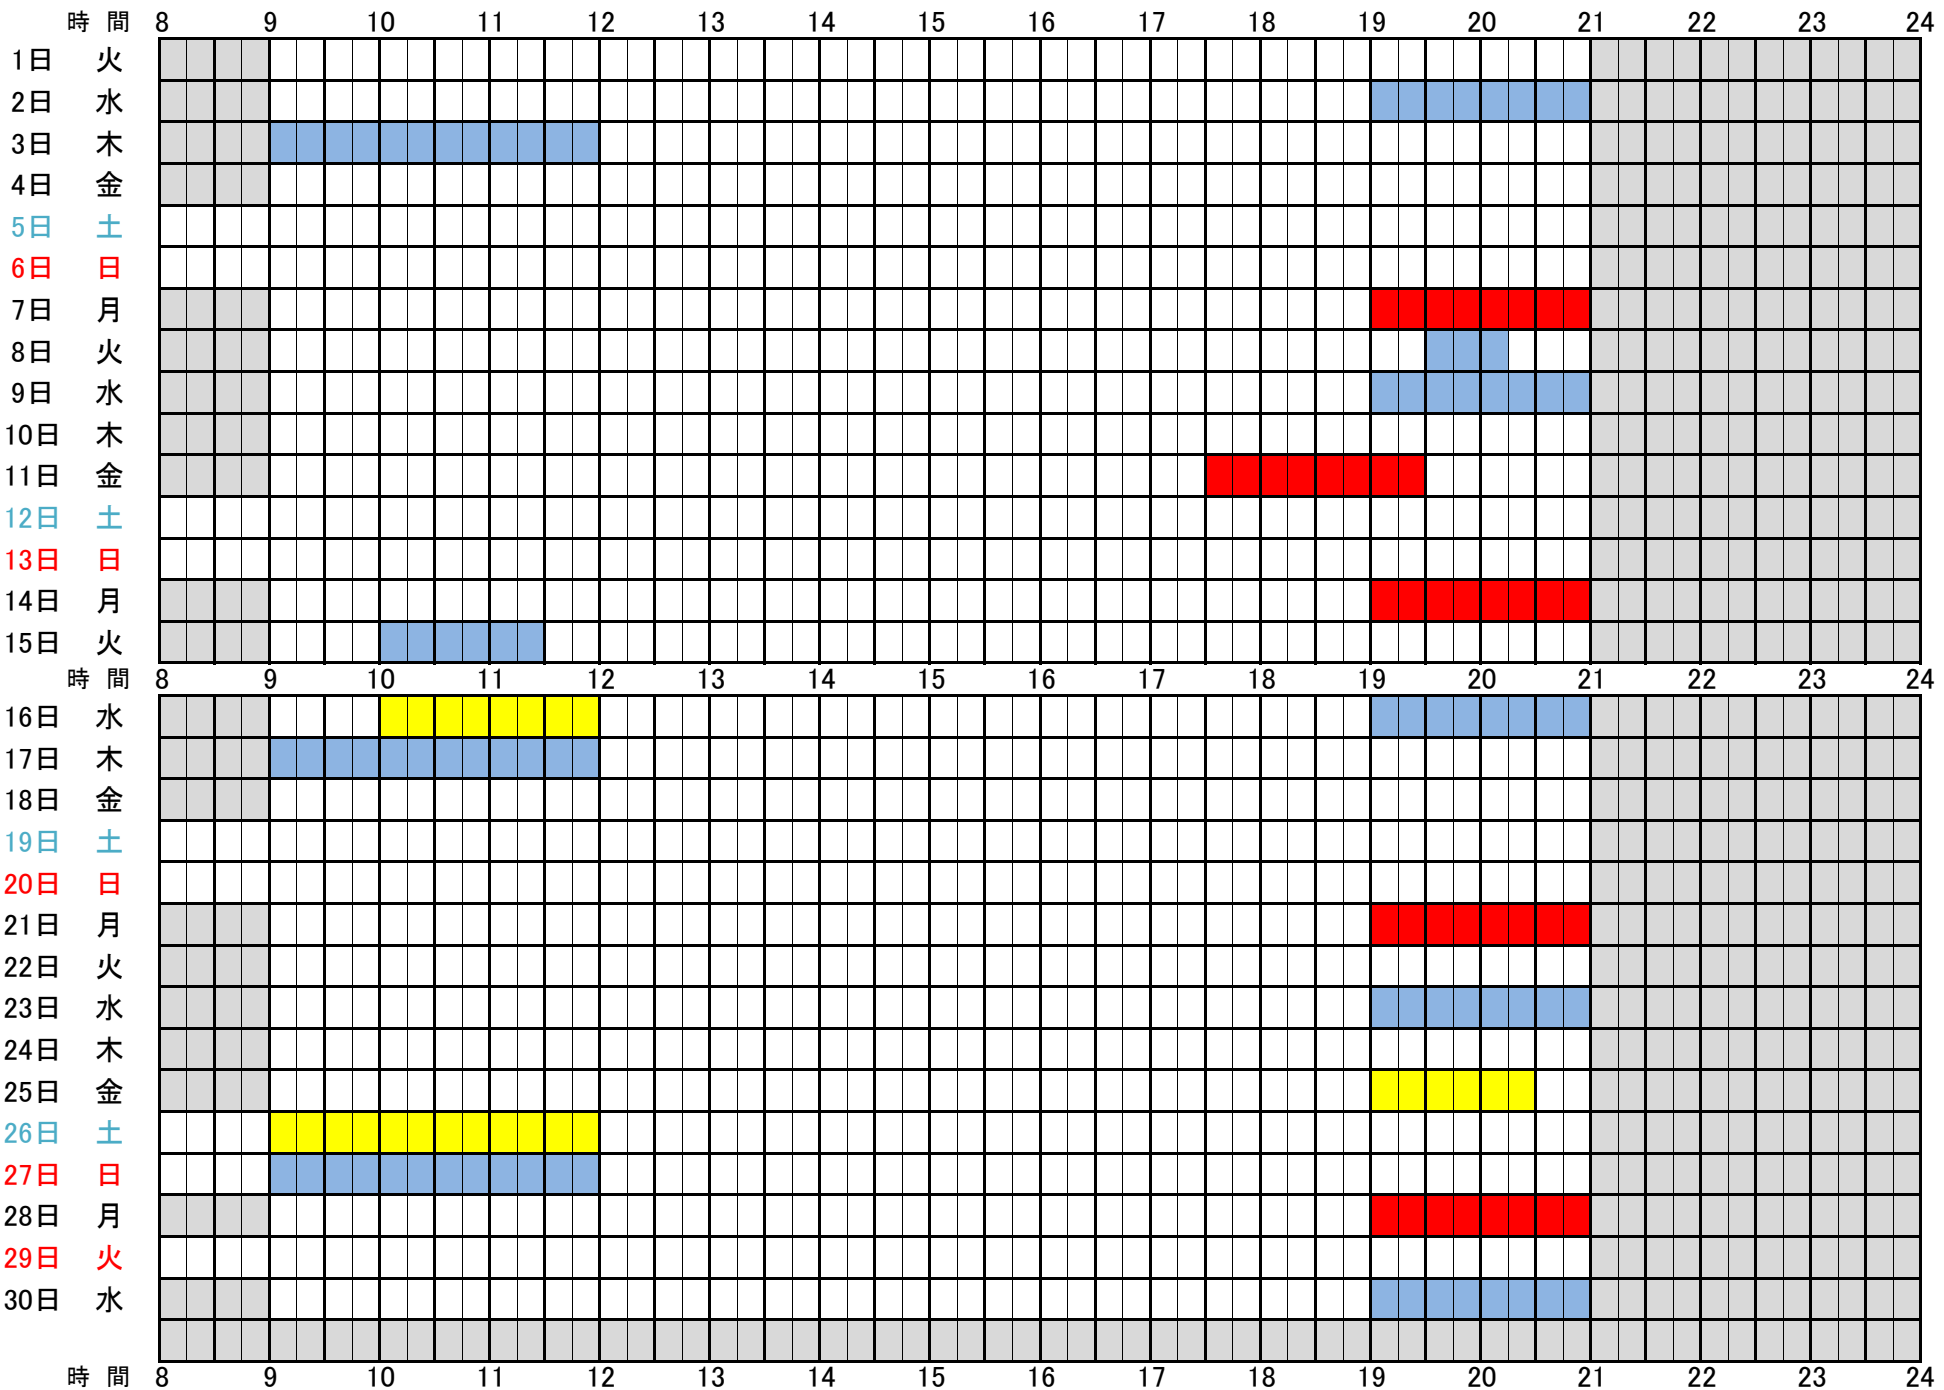 時 間 8 9 10 11 12 13 14 15 16 17 18 19 20 21 22 23 24
1日 火
2日 水
3日 木
4日 金
5日 土
6日 日
7日 月
8日 火
9日 水
10日 木
11日 金
12日 土
13日 日
14日 月
15日 火
時 間 8 9 10 11 12 13 14 15 16 17 18 19 20 21 22 23 24
16日 水
17日 木
18日 金
19日 土
20日 日
21日 月
22日 火
23日 水
24日 木
25日 金
26日 土
27日 日
28日 月
29日 火
30日 水
時 間 8 9 10 11 12 13 14 15 16 17 18 19 20 21 22 23 24